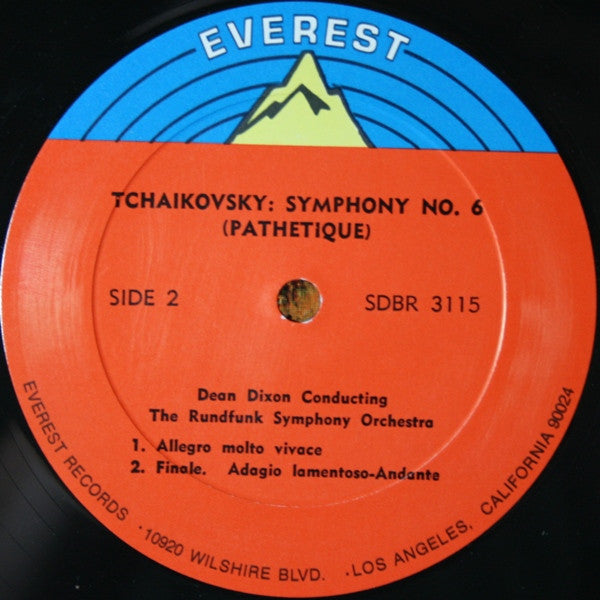 EVEREST
TCHAIKOVSKY: SYMPHONY NO. 6
(PATHETIQUE)
SIDE 2
SDBR 3115
Dean Dixon Conducting
The Rundfunk Symphony Orchestra
1. Allegro molto vivace
2. Finale. Adagio lamentoso-Andante
EVEREST RECORDS · 10920 WILSHIRE BLVD. · LOS ANGELES, CALIFORNIA 90024